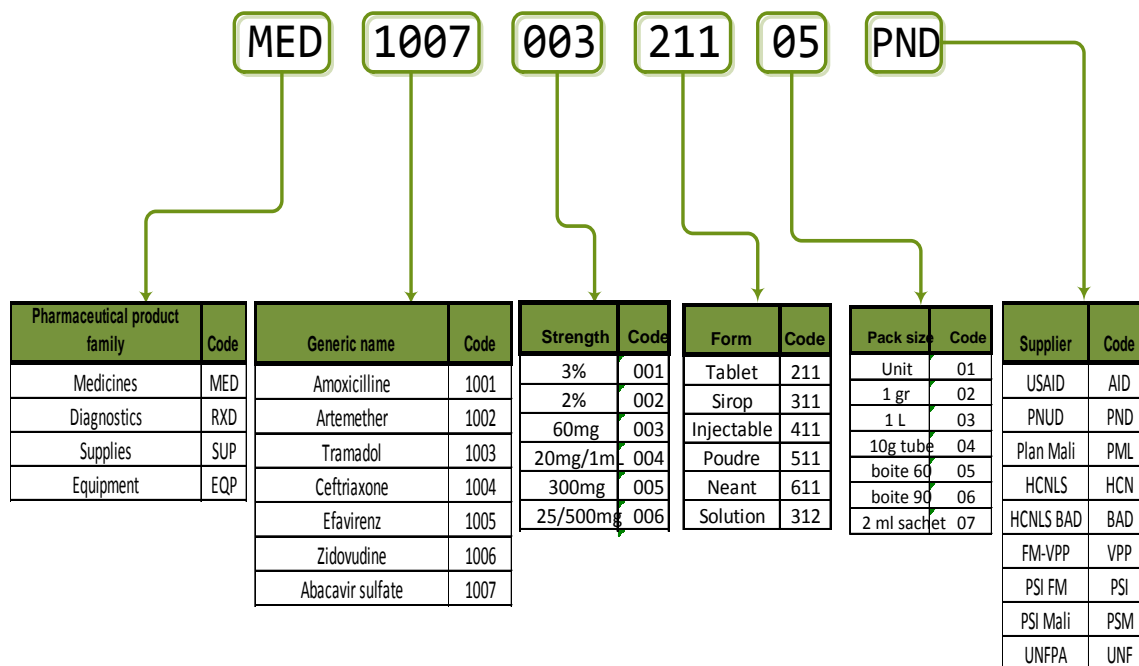 MED 1007 003 211 05 PND
Pharmaceutical product family Code
Medicines MED
Diagnostics RXD
Supplies SUP
Equipment EQP
Generic name Code
Amoxicilline 1001
Artemether 1002
Tramadol 1003
Ceftriaxone 1004
Efavirenz 1005
Zidovudine 1006
Abacavir sulfate 1007
Strength Code
3% 001
2% 002
60mg 003
20mg/1mL 004
300mg 005
25/500mg 006
Form Code
Tablet 211
Sirop 311
Injectable 411
Poudre 511
Neant 611
Solution 312
Pack size Code
Unit 01
1 gr 02
1 L 03
10g tube 04
boite 60 05
boite 90 06
2 ml sachet 07
Supplier Code
USAID AID
PNUD PND
Plan Mali PML
HCNLS HCN
HCNLS BAD BAD
FM-VPP VPP
PSI FM PSI
PSI Mali PSM
UNFPA UNF